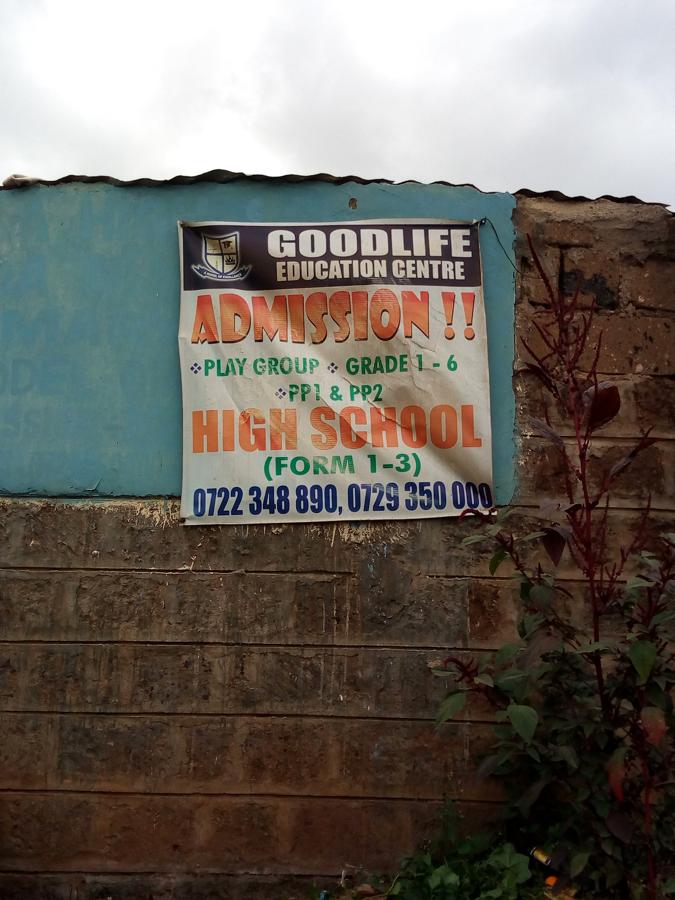 GOODLIFE
EDUCATION CENTRE
ADMISSION !!
❖PLAY GROUP ❖ GRADE 1 - 6
❖PP1 & PP2
HIGH SCHOOL
(FORM 1-3)
0722 348 890, 0729 350 000